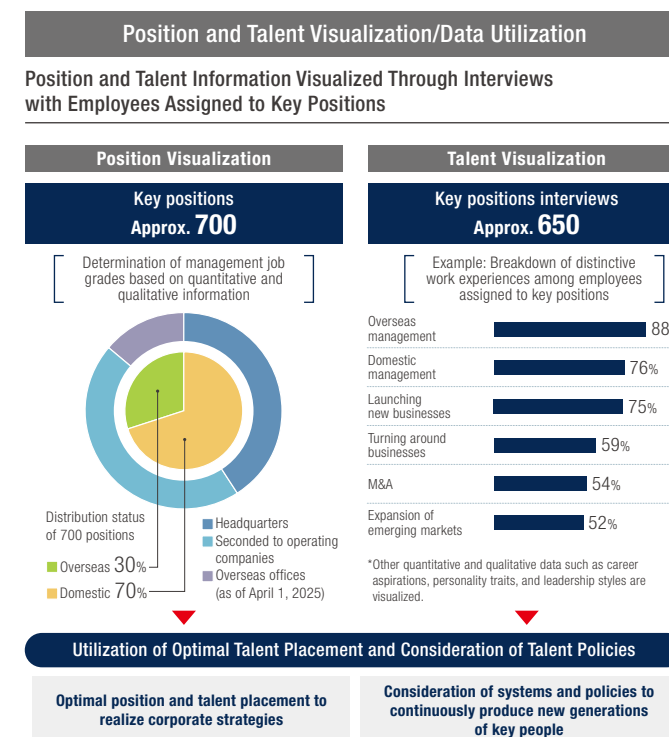 Position and Talent Visualization/Data Utilization
Position and Talent Information Visualized Through Interviews
with Employees Assigned to Key Positions
Position Visualization
Key positions
Approx. 700
Determination of management job
grades based on quantitative and
qualitative information
Distribution status
of 700 positions
Overseas 30%
Domestic 70%
Headquarters
Seconded to operating
companies
Overseas offices
(as of April 1, 2025)
Talent Visualization
Key positions interviews
Approx. 650
Example: Breakdown of distinctive
work experiences among employees
assigned to key positions
Overseas
management
88
Domestic
management
76%
Launching
new businesses
75%
Turning around
businesses
59%
M&A
54%
Expansion of
emerging markets
52%
*Other quantitative and qualitative data such as career
aspirations, personality traits, and leadership styles are
visualized.
Utilization of Optimal Talent Placement and Consideration of Talent Policies
Optimal position and talent placement to
realize corporate strategies
Consideration of systems and policies to
continuously produce new generations
of key people